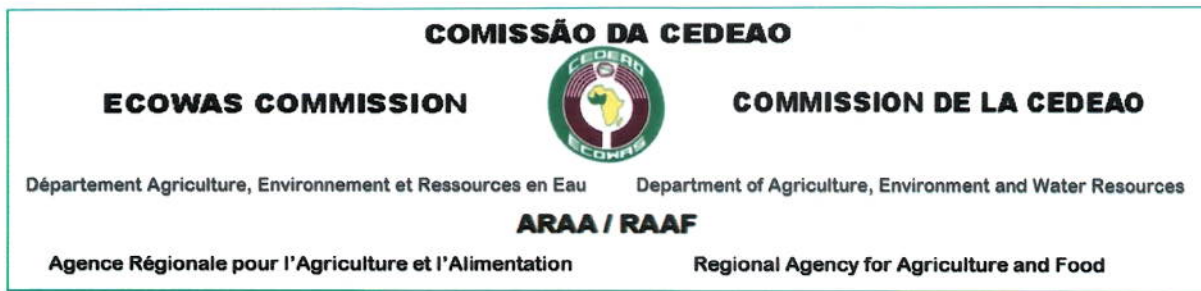 COMISSÃO DA CEDEAO
ECOWAS COMMISSION
CEDEAO
ECOWAS
COMMISSION DE LA CEDEAO
Département Agriculture, Environnement et Ressources en Eau
Department of Agriculture, Environment and Water Resources
ARAA / RAAF
Agence Régionale pour l'Agriculture et l'Alimentation
Regional Agency for Agriculture and Food